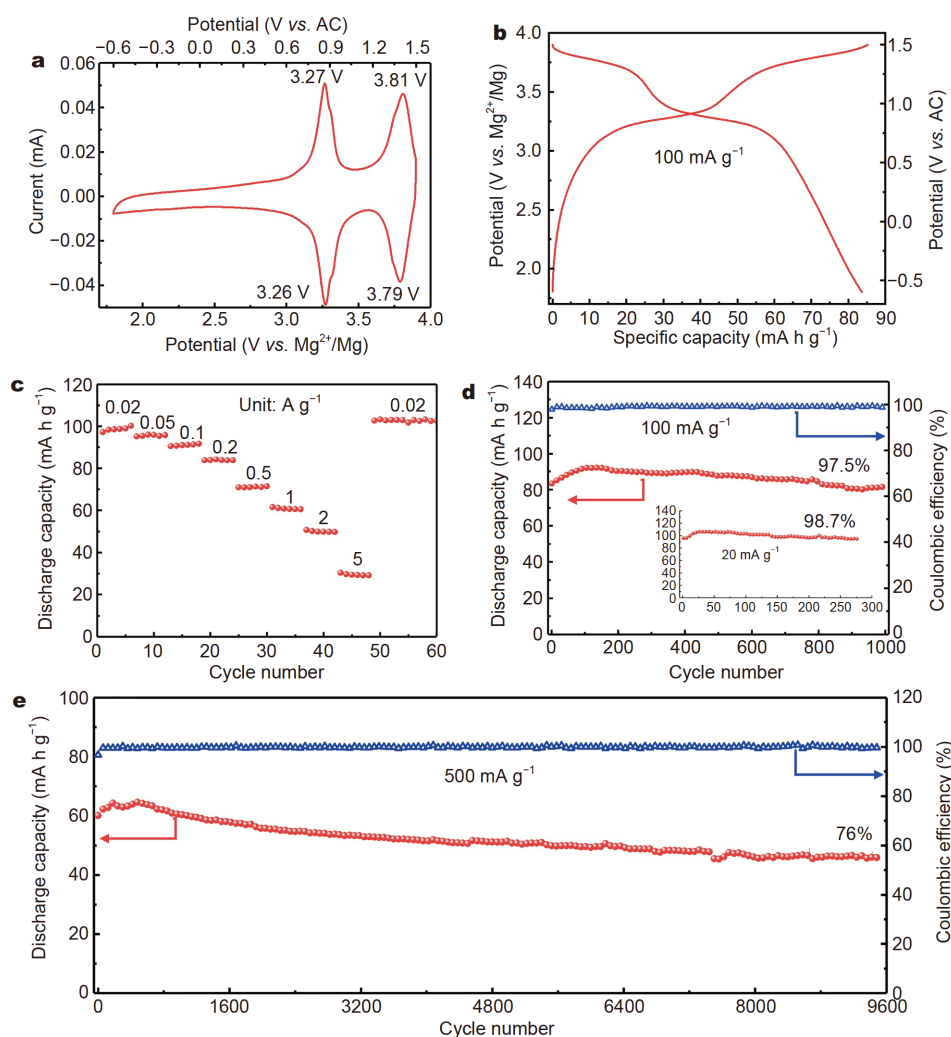 a
Potential (V vs. AC)
−0.6 −0.3 0.0 0.3 0.6 0.9 1.2 1.5
0.06
0.04
0.02
0.00
−0.02
−0.04
Current (mA)
3.27 V
3.81 V
3.26 V
3.79 V
2.0 2.5 3.0 3.5 4.0
Potential (V vs. Mg²⁺/Mg)
b
4.0
3.5
3.0
2.5
2.0
Potential (V vs. Mg²⁺/Mg)
100 mA g⁻¹
1.5
1.0
0.5
0.0
−0.5
Potential (V vs. AC)
0 10 20 30 40 50 60 70 80 90
Specific capacity (mA h g⁻¹)
c
120
100
80
60
40
20
0
Discharge capacity (mA h g⁻¹)
Unit: A g⁻¹
0.02
0.05
0.1
0.2
0.5
1
2
5
0.02
0 10 20 30 40 50 60
Cycle number
d
140
120
100
80
60
40
20
0
Discharge capacity (mA h g⁻¹)
100 mA g⁻¹
97.5%
140
120
100
80
60
40
20
0
98.7%
20 mA g⁻¹
0 50 100 150 200 250 300
100
80
60
40
20
0
Coulombic efficiency (%)
0 200 400 600 800 1000
Cycle number
e
100
80
60
40
20
0
Discharge capacity (mA h g⁻¹)
500 mA g⁻¹
76%
120
100
80
60
40
20
0
Coulombic efficiency (%)
0 1600 3200 4800 6400 8000 9600
Cycle number